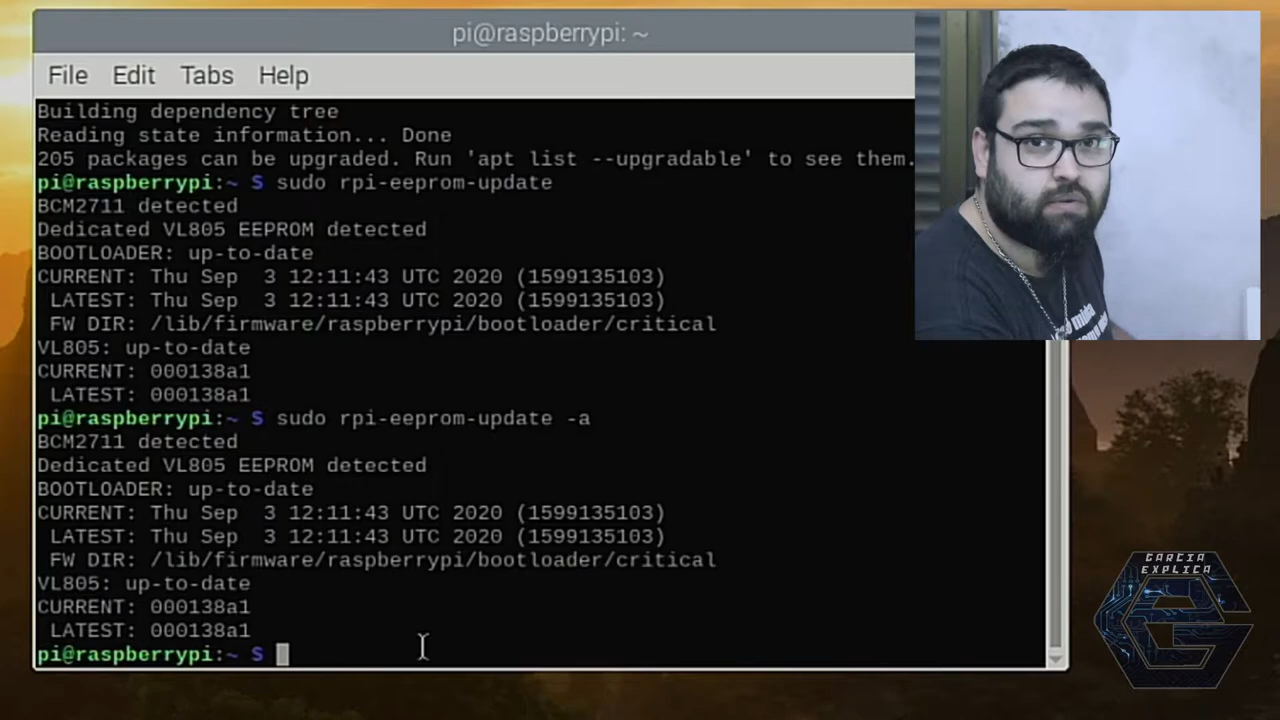 pi@raspberrypi: ~
File Edit Tabs Help
Building dependency tree
Reading state information... Done
205 packages can be upgraded. Run 'apt list --upgradable' to see them.
pi@raspberrypi:~ $ sudo rpi-eeprom-update
BCM2711 detected
Dedicated VL805 EEPROM detected
BOOTLOADER: up-to-date
CURRENT: Thu Sep  3 12:11:43 UTC 2020 (1599135103)
 LATEST: Thu Sep  3 12:11:43 UTC 2020 (1599135103)
 FW DIR: /lib/firmware/raspberrypi/bootloader/critical
VL805: up-to-date
CURRENT: 000138a1
 LATEST: 000138a1
pi@raspberrypi:~ $ sudo rpi-eeprom-update -a
BCM2711 detected
Dedicated VL805 EEPROM detected
BOOTLOADER: up-to-date
CURRENT: Thu Sep  3 12:11:43 UTC 2020 (1599135103)
 LATEST: Thu Sep  3 12:11:43 UTC 2020 (1599135103)
 FW DIR: /lib/firmware/raspberrypi/bootloader/critical
VL805: up-to-date
CURRENT: 000138a1
 LATEST: 000138a1
pi@raspberrypi:~ $
GARCIA
EXPLICA